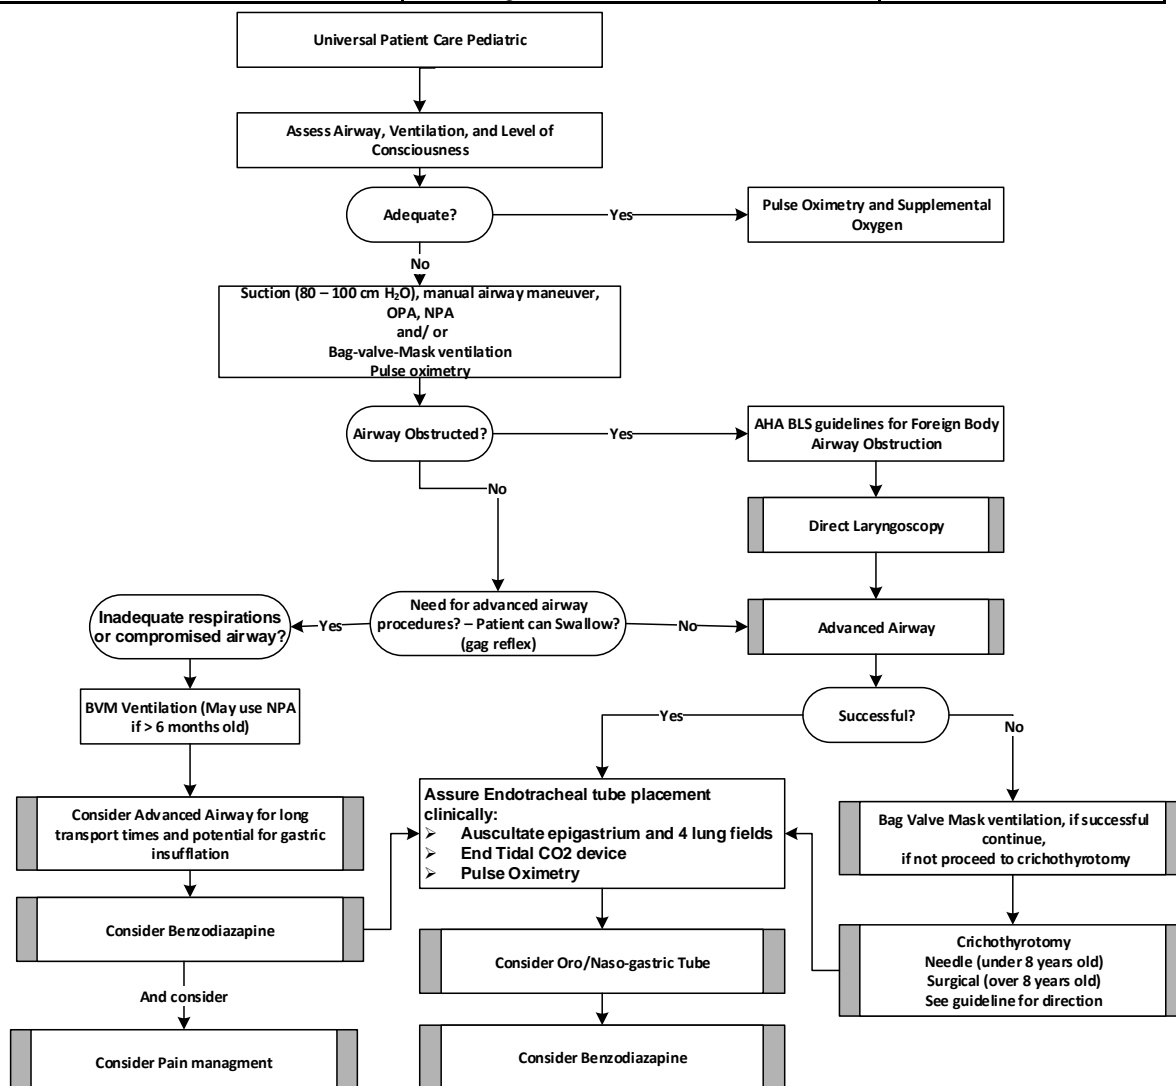 Universal Patient Care Pediatric
Assess Airway, Ventilation, and Level of
Consciousness
Adequate?
Yes
Pulse Oximetry and Supplemental
Oxygen
No
Suction (80 – 100 cm H₂O), manual airway maneuver,
OPA, NPA
and/ or
Bag-valve-Mask ventilation
Pulse oximetry
Airway Obstructed?
Yes
AHA BLS guidelines for Foreign Body
Airway Obstruction
No
Direct Laryngoscopy
Need for advanced airway
procedures? – Patient can Swallow?
(gag reflex)
Yes
No
Inadequate respirations
or compromised airway?
Advanced Airway
BVM Ventilation (May use NPA
if > 6 months old)
Successful?
Yes
No
Consider Advanced Airway for long
transport times and potential for gastric
insufflation
Assure Endotracheal tube placement
clinically:
➢ Auscultate epigastrium and 4 lung fields
➢ End Tidal CO2 device
➢ Pulse Oximetry
Bag Valve Mask ventilation, if successful
continue,
if not proceed to crichothyrotomy
Consider Benzodiazapine
Consider Oro/Naso-gastric Tube
Crichothyrotomy
Needle (under 8 years old)
Surgical (over 8 years old)
See guideline for direction
And consider
Consider Pain managment
Consider Benzodiazapine